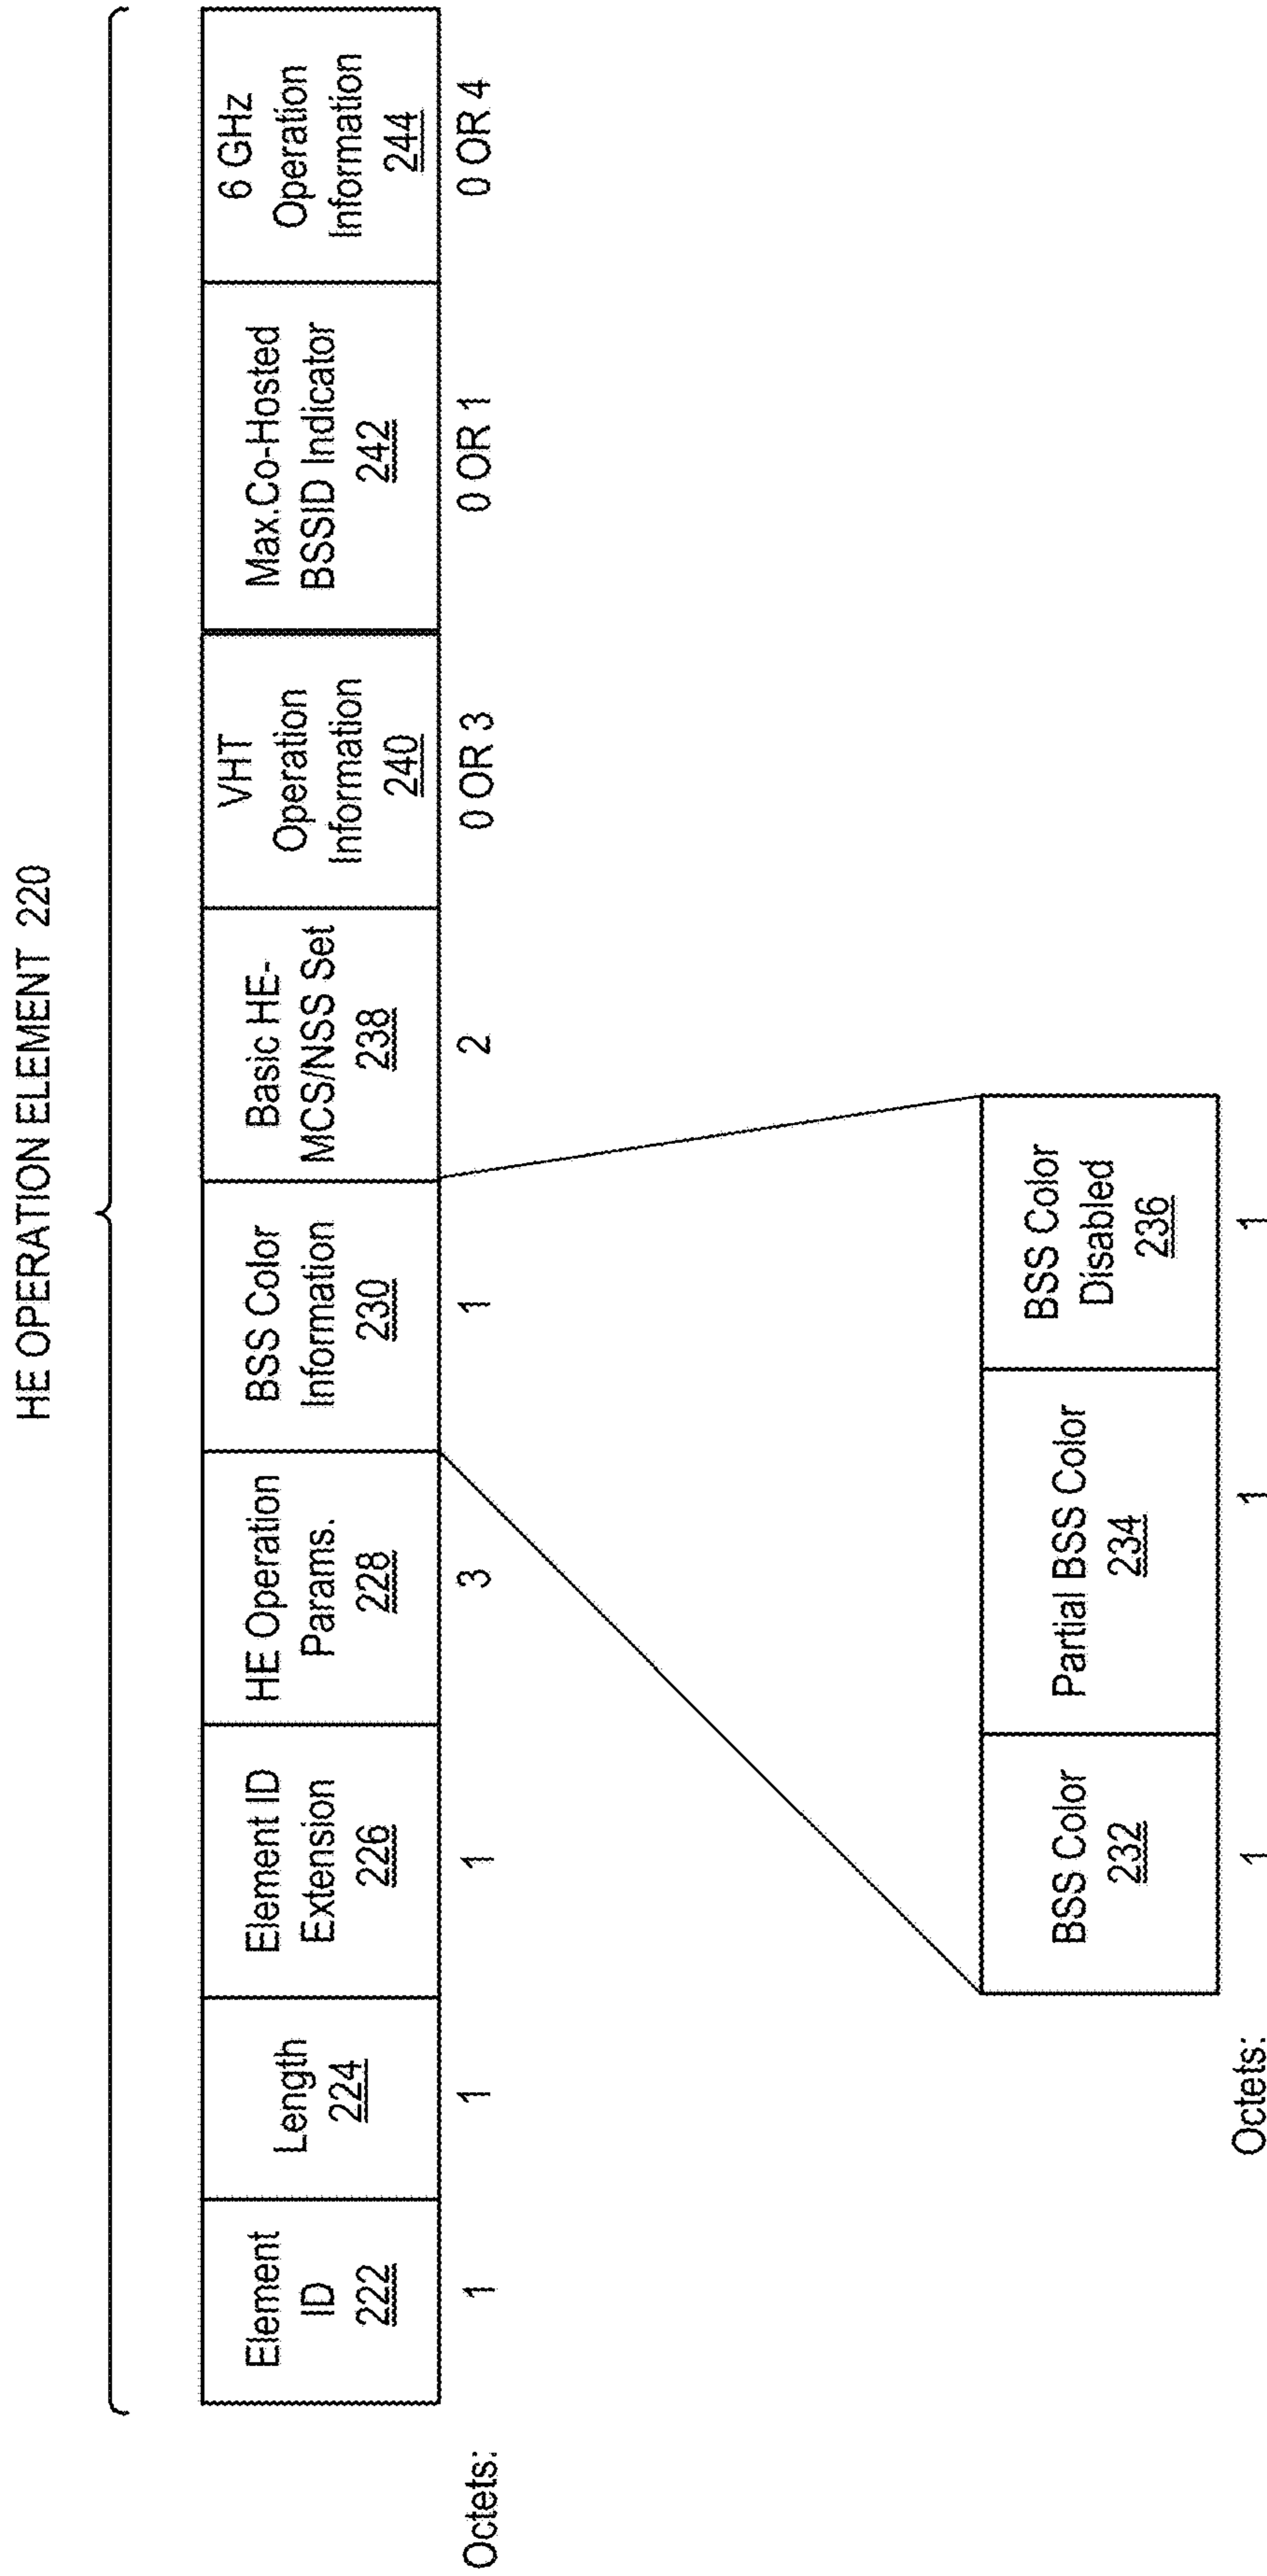 HE OPERATION ELEMENT 220
Element
ID
222
Length
224
Element ID
Extension
226
HE Operation
Params.
228
BSS Color
Information
230
Basic HE-
MCS/NSS Set
238
VHT
Operation
Information
240
Max.Co-Hosted
BSSID Indicator
242
6 GHz
Operation
Information
244
Octets:
1
1
1
3
1
2
0 OR 3
0 OR 1
0 OR 4
BSS Color
232
Partial BSS Color
234
BSS Color
Disabled
236
Octets:
1
1
1